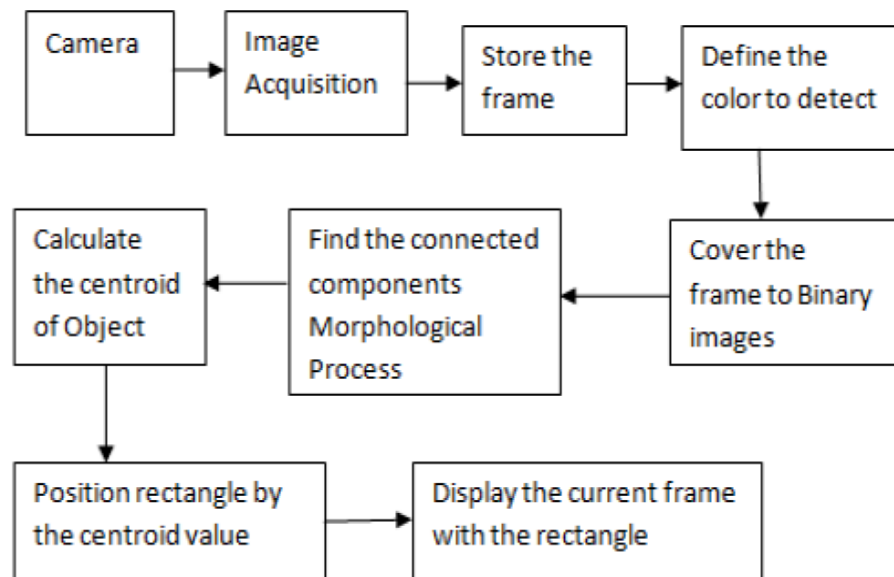 Camera
Image
Acquisition
Store the
frame
Define the
color to detect
Cover the
frame to Binary
images
Find the connected
components
Morphological
Process
Calculate
the centroid
of Object
Position rectangle by
the centroid value
Display the current frame
with the rectangle